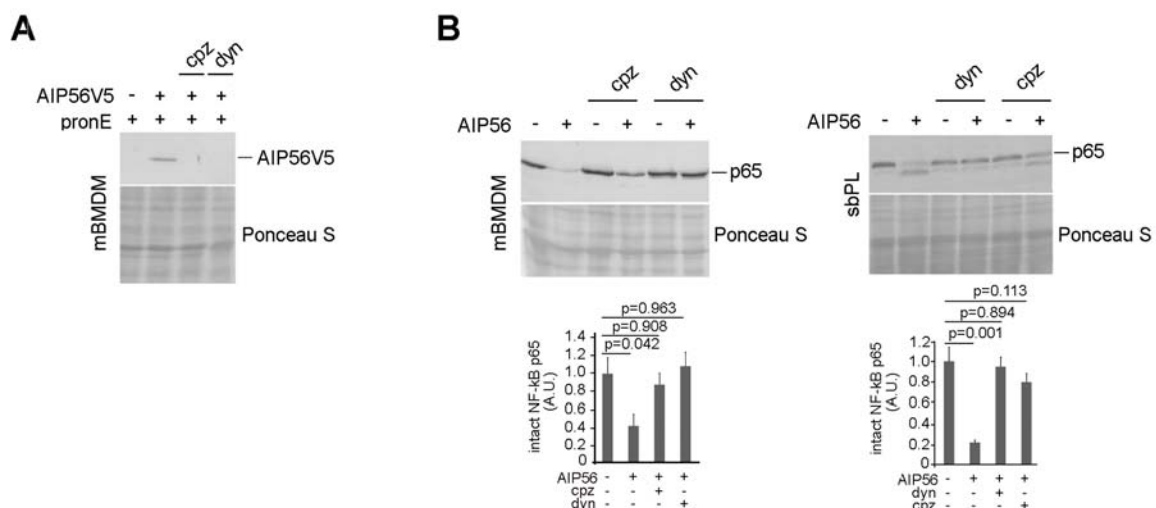 A
cpz dyn
AIP56V5 - + + +
pronE + + + +
AIP56V5
mBMDM
Ponceau S
B
cpz dyn
AIP56 - + - + - +
p65
mBMDM
Ponceau S
p=0.963
p=0.908
p=0.042
intact NF-kB p65
(A.U.)
1.4
1.2
1.0
0.8
0.6
0.4
0.2
0
AIP56 - + + +
cpz - - + -
dyn - - - +
dyn cpz
AIP56 - + - + - +
p65
sbPL
Ponceau S
p=0.113
p=0.894
p=0.001
intact NF-kB p65
(A.U.)
1.2
1.0
0.8
0.6
0.4
0.2
0
AIP56 - + + +
dyn - - + -
cpz - - - +